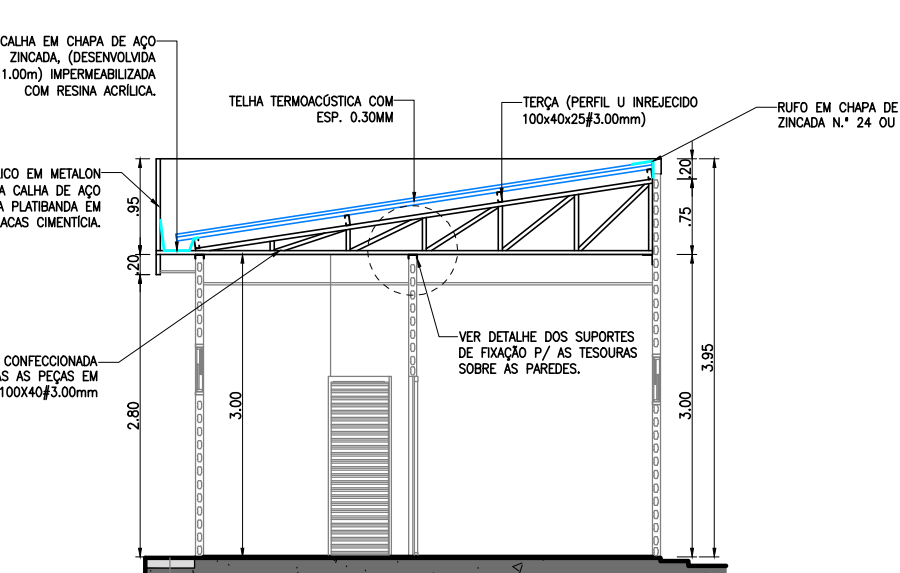 CALHA EM CHAPA DE AÇO
ZINCADA, (DESENVOLVIDA
1.00m) IMPERMEABILIZADA
COM RESINA ACRÍLICA.
TELHA TERMOACÚSTICA COM
ESP. 0.30MM
TERÇA (PERFIL U INREJECIDO
100x40x25#3.00mm)
RUFO EM CHAPA DE
ZINCADA N.º 24 OU
ICO EM METALON
A CALHA DE AÇO
A PLATIBANDA EM
ACAS CIMENTÍCIA.
.95
.20
.20
.75
VER DETALHE DOS SUPORTES
DE FIXAÇÃO P/ AS TESOURAS
SOBRE AS PAREDES.
CONFECCIONADA
AS AS PEÇAS EM
100X40#3.00mm
2.80
3.00
3.00
3.95